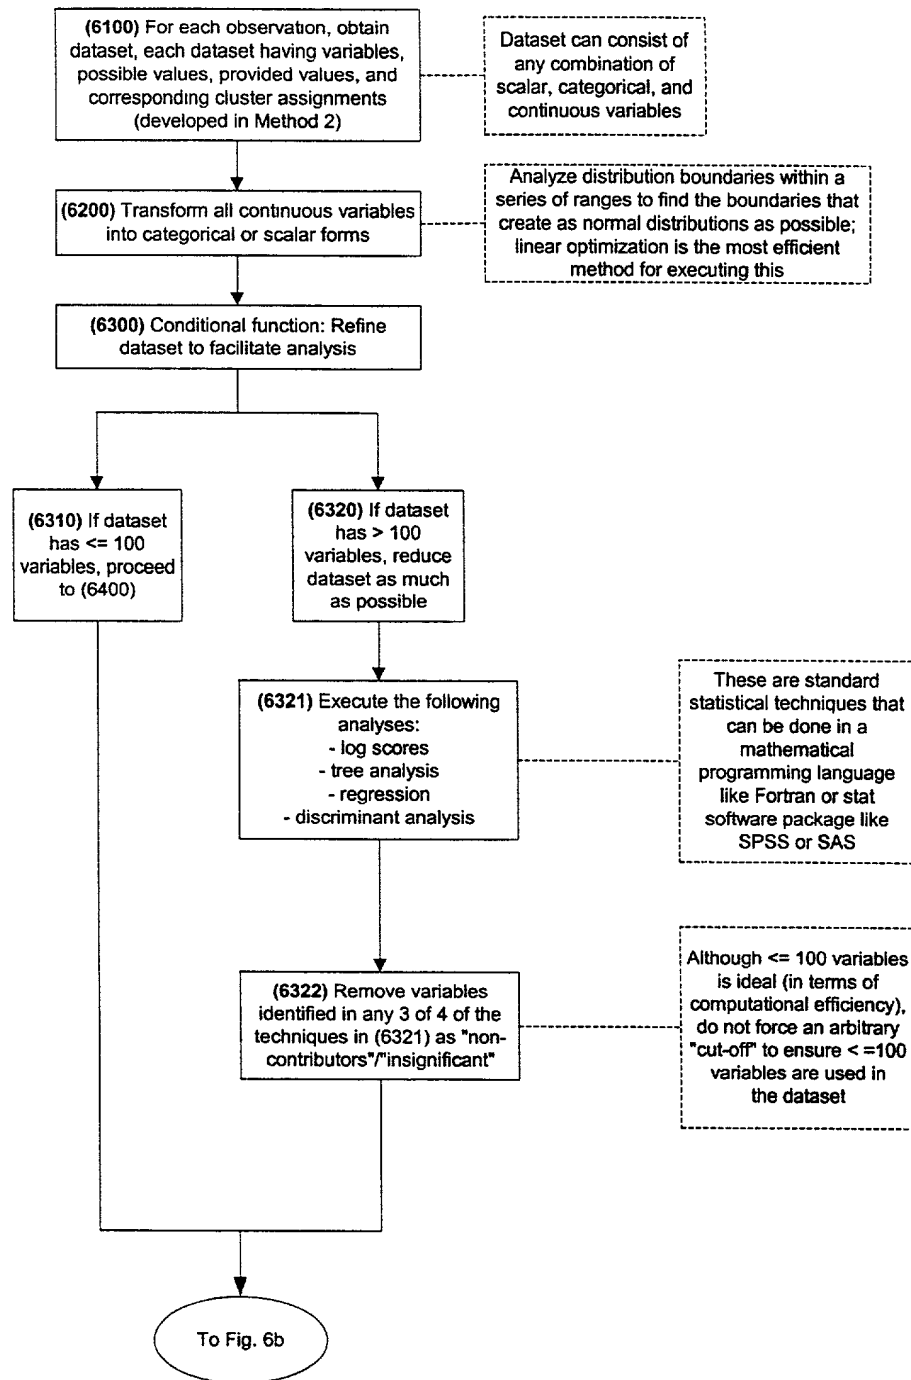 (6100) For each observation, obtain
dataset, each dataset having variables,
possible values, provided values, and
corresponding cluster assignments
(developed in Method 2)
Dataset can consist of
any combination of
scalar, categorical, and
continuous variables
(6200) Transform all continuous variables
into categorical or scalar forms
Analyze distribution boundaries within a
series of ranges to find the boundaries that
create as normal distributions as possible;
linear optimization is the most efficient
method for executing this
(6300) Conditional function: Refine
dataset to facilitate analysis
(6310) If dataset
has <= 100
variables, proceed
to (6400)
(6320) If dataset
has > 100
variables, reduce
dataset as much
as possible
(6321) Execute the following
analyses:
- log scores
- tree analysis
- regression
- discriminant analysis
These are standard
statistical techniques that
can be done in a
mathematical
programming language
like Fortran or stat
software package like
SPSS or SAS
(6322) Remove variables
identified in any 3 of 4 of the
techniques in (6321) as "non-
contributors"/"insignificant"
Although <= 100 variables
is ideal (in terms of
computational efficiency),
do not force an arbitrary
"cut-off" to ensure < =100
variables are used in
the dataset
To Fig. 6b